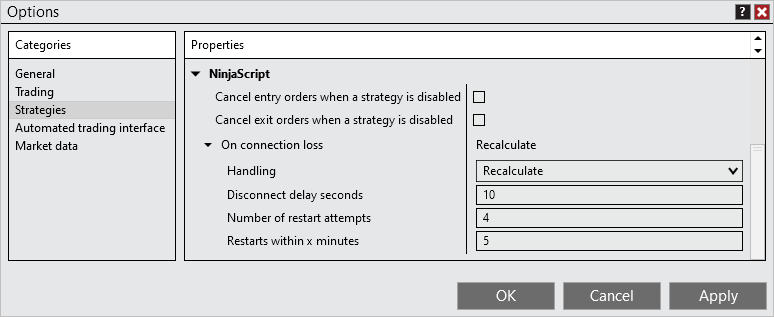 Options
Categories
Properties
General
Trading
Strategies
Automated trading interface
Market data
NinjaScript
Cancel entry orders when a strategy is disabled
Cancel exit orders when a strategy is disabled
On connection loss Recalculate
Handling Recalculate
Disconnect delay seconds 10
Number of restart attempts 4
Restarts within x minutes 5
OK Cancel Apply